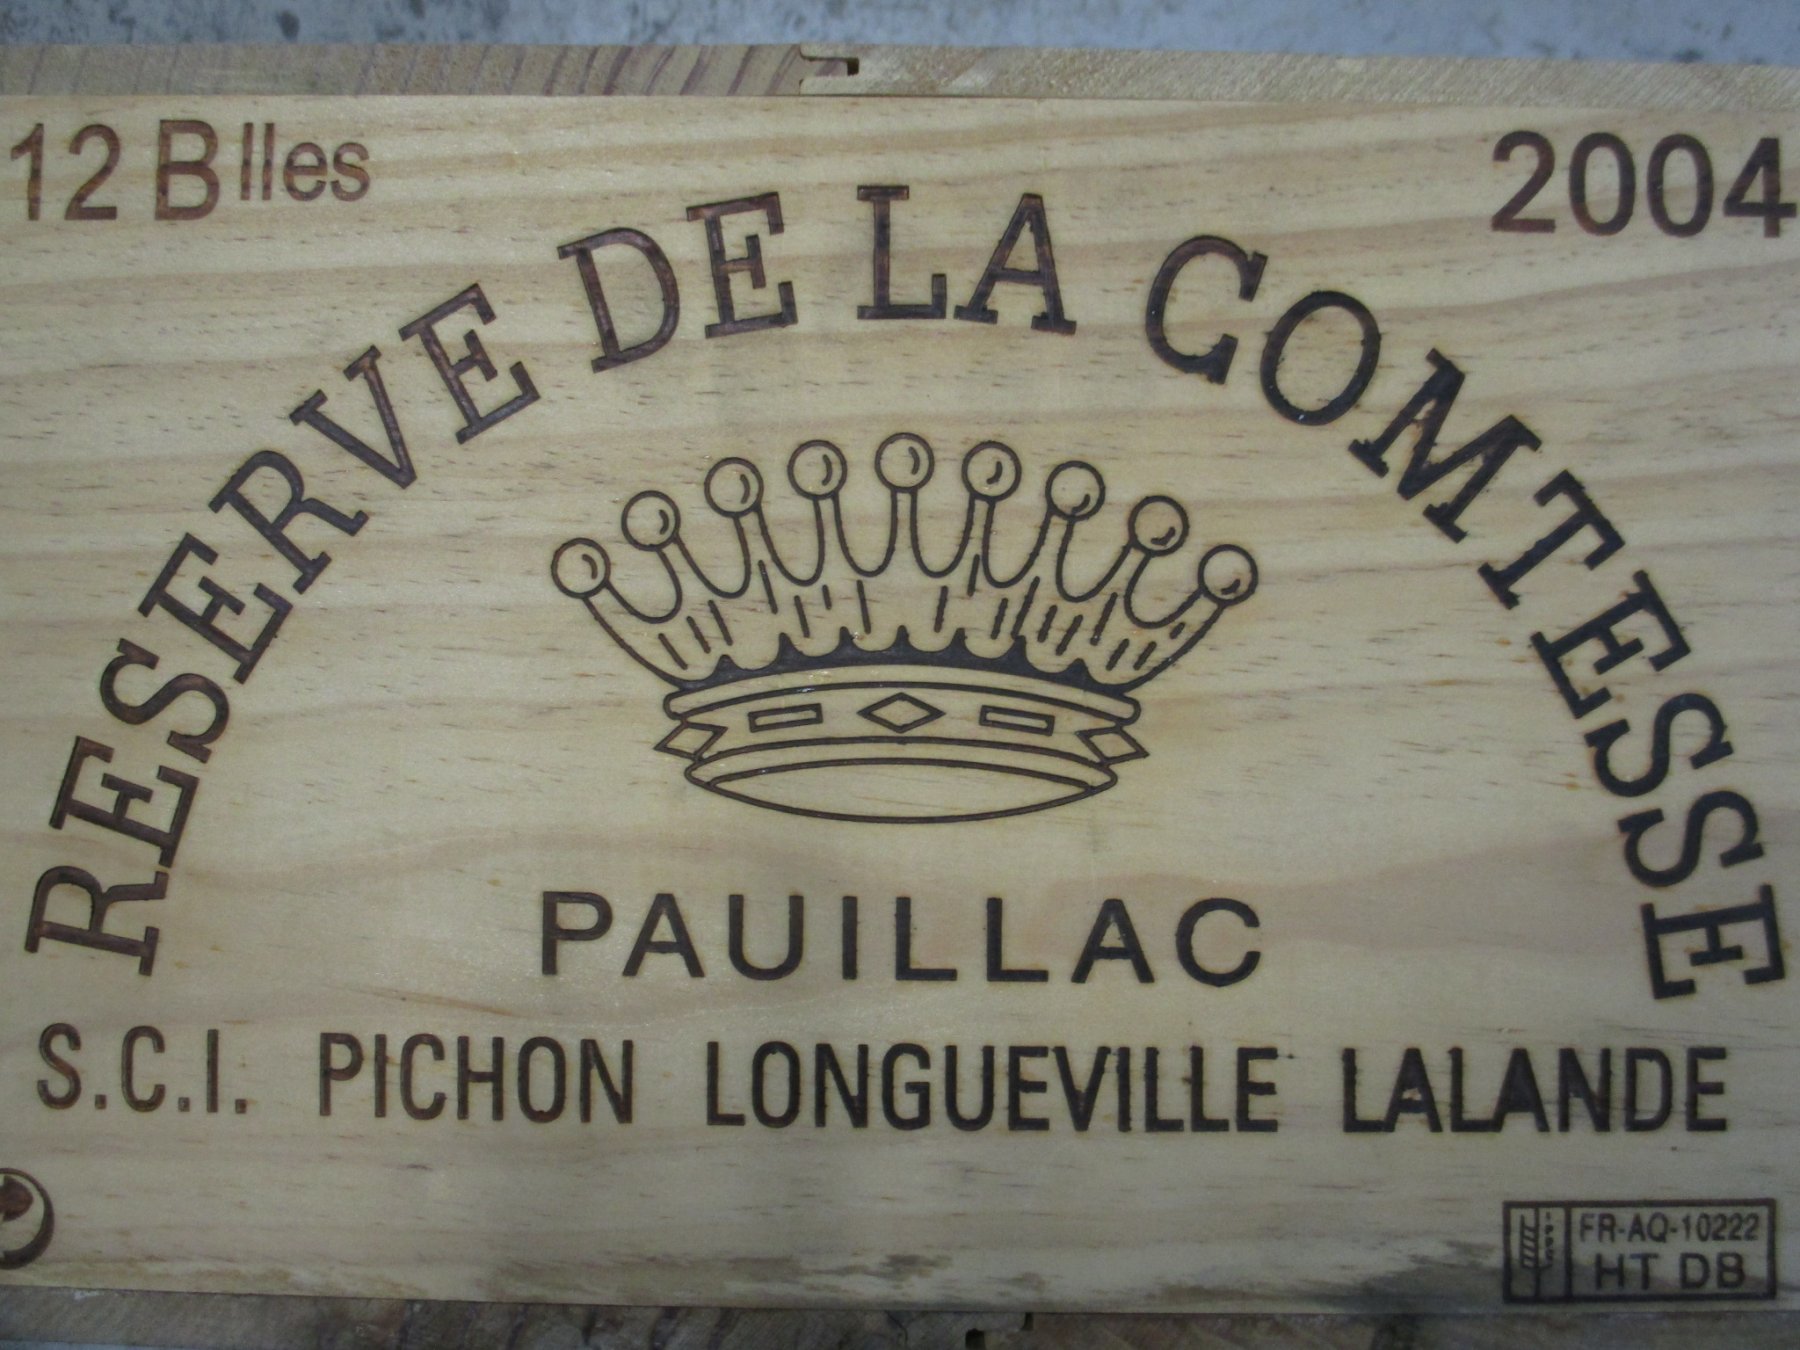 12 Blles
2004
RESERVE DE LA COMTESSE
PAUILLAC
S.C.I. PICHON LONGUEVILLE LALANDE
FR-AQ-10222
HT DB